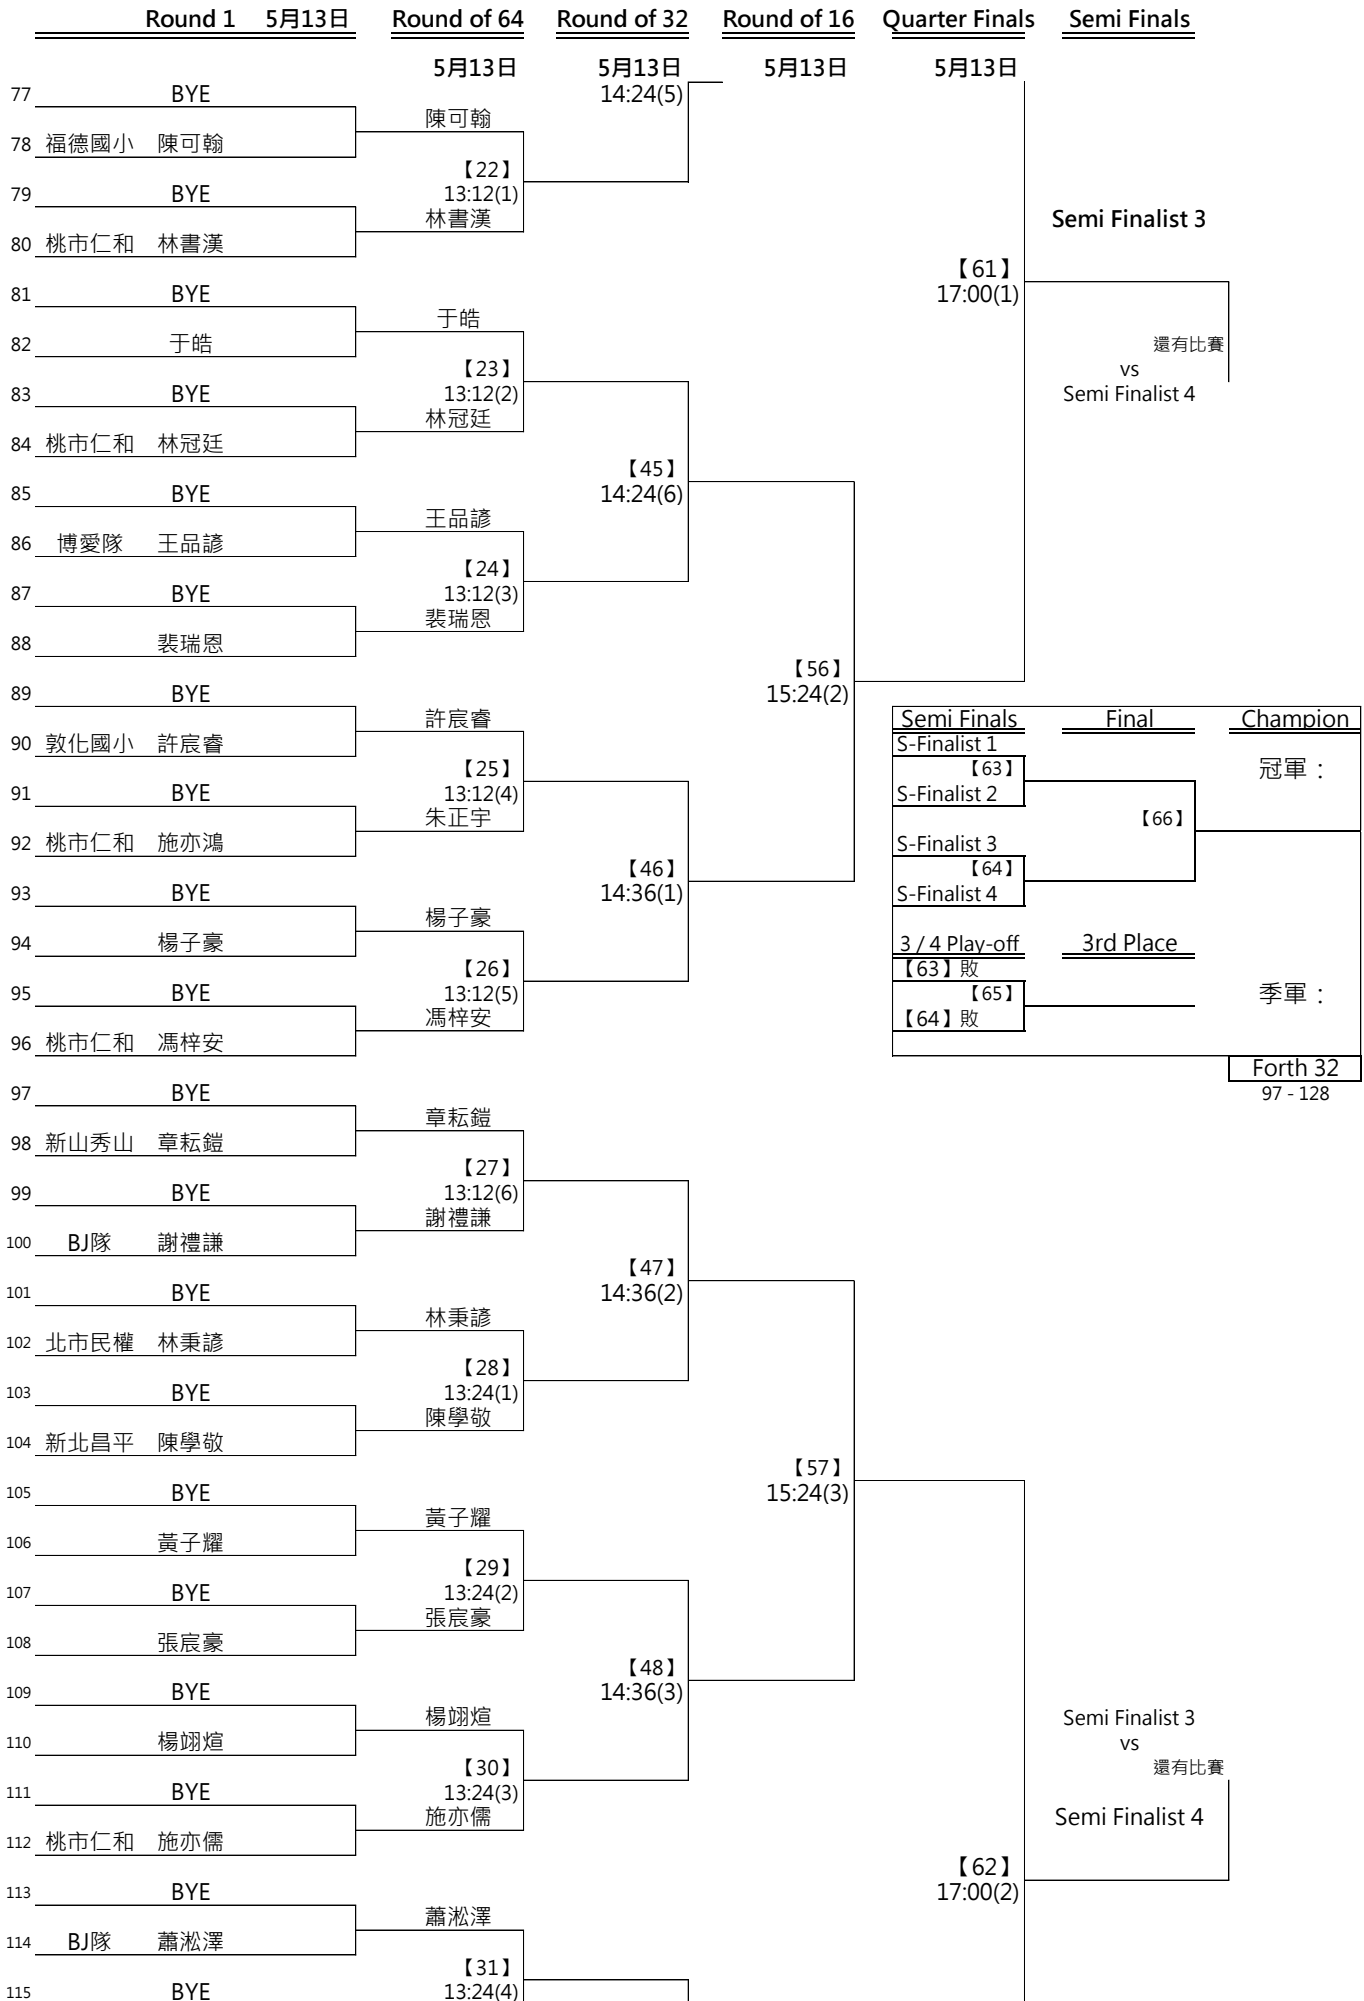 Round 1 5月13日 Round of 64 Round of 32 Round of 16 Quarter Finals Semi Finals
5月13日 5月13日 5月13日 5月13日
77 BYE 14:24(5)
陳可翰
78 福德國小 陳可翰
【22】
79 BYE 13:12(1)
林書漢 Semi Finalist 3
80 桃市仁和 林書漢
【61】
81 BYE 17:00(1)
于皓
82 于皓 還有比賽
【23】 vs
83 BYE 13:12(2) Semi Finalist 4
林冠廷
84 桃市仁和 林冠廷
【45】
85 BYE 14:24(6)
王品諺
86 博愛隊 王品諺
【24】
87 BYE 13:12(3)
裴瑞恩
88 裴瑞恩
【56】
89 BYE 15:24(2)
許宸睿 Semi Finals Final Champion
90 敦化國小 許宸睿 S-Finalist 1
【25】 【63】 冠軍：
91 BYE 13:12(4) S-Finalist 2
朱正宇 【66】
92 桃市仁和 施亦鴻 S-Finalist 3
【46】 【64】
93 BYE 14:36(1) S-Finalist 4
楊子豪
94 楊子豪 3 / 4 Play-off 3rd Place
【26】 【63】敗
95 BYE 13:12(5) 【65】 季軍：
馮梓安 【64】敗
96 桃市仁和 馮梓安
Forth 32
97 BYE 97 - 128
章耘鎧
98 新山秀山 章耘鎧
【27】
99 BYE 13:12(6)
謝禮謙
100 BJ隊 謝禮謙
【47】
101 BYE 14:36(2)
林秉諺
102 北市民權 林秉諺
【28】
103 BYE 13:24(1)
陳學敬
104 新北昌平 陳學敬
【57】
105 BYE 15:24(3)
黃子耀
106 黃子耀
【29】
107 BYE 13:24(2)
張宸豪
108 張宸豪
【48】
109 BYE 14:36(3)
楊翊煊 Semi Finalist 3
110 楊翊煊 vs
【30】 還有比賽
111 BYE 13:24(3)
施亦儒 Semi Finalist 4
112 桃市仁和 施亦儒
【62】
113 BYE 17:00(2)
蕭淞澤
114 BJ隊 蕭淞澤
【31】
115 BYE 13:24(4)